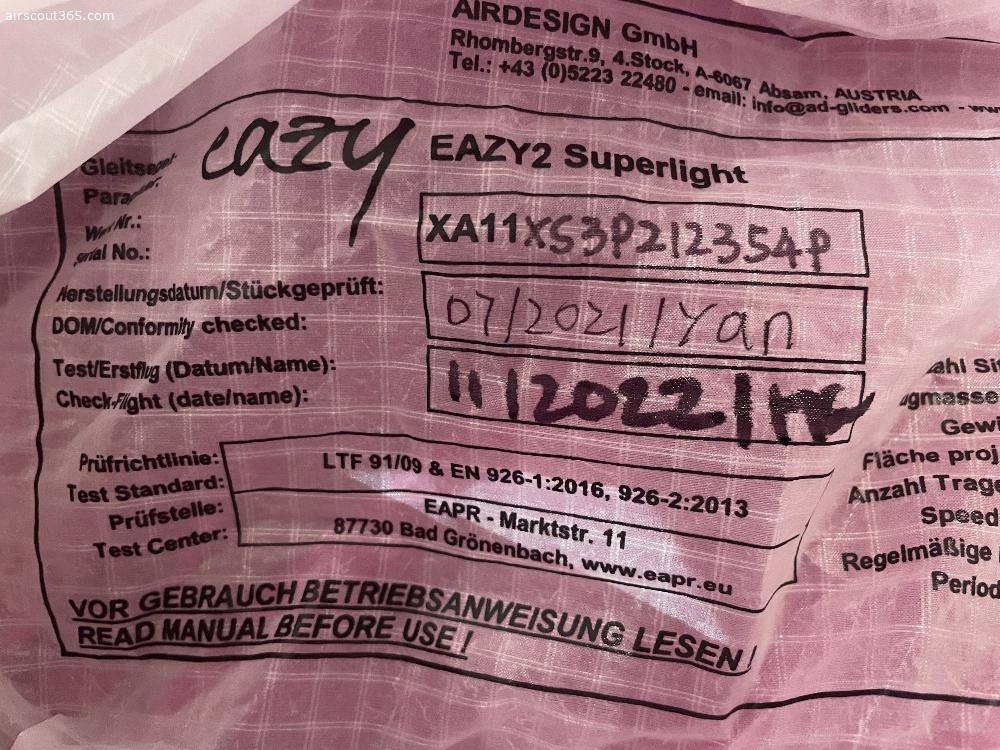 airscout365.com
AIRDESIGN GmbH
Rhombergstr.9, 4.Stock, A-6067 Absam, AUSTRIA
Tel.: +43 (0)5223 22480 - email: info@ad-gliders.com - ww
eazy EAZY2 Superlight
XA11XS3P212354P
Serial No.:
Herstellungsdatum/Stückgeprüft:
DOM/Conformity checked:
07/2021/Yan
Test/Erstflug (Datum/Name):
Check-Flight (date/name):
11/2022/
Prüfrichtlinie:
Test Standard:
LTF 91/09 & EN 926-1:2016, 926-2:2013
Prüfstelle:
Test Center:
EAPR - Marktstr. 11
87730 Bad Grönenbach, www.eapr.eu
VOR GEBRAUCH BETRIEBSANWEISUNG LESEN!
READ MANUAL BEFORE USE!
ahl Si
gmasse
Gewi
Fläche proj
Anzahl Trage
Speed
Regelmäßige
Period